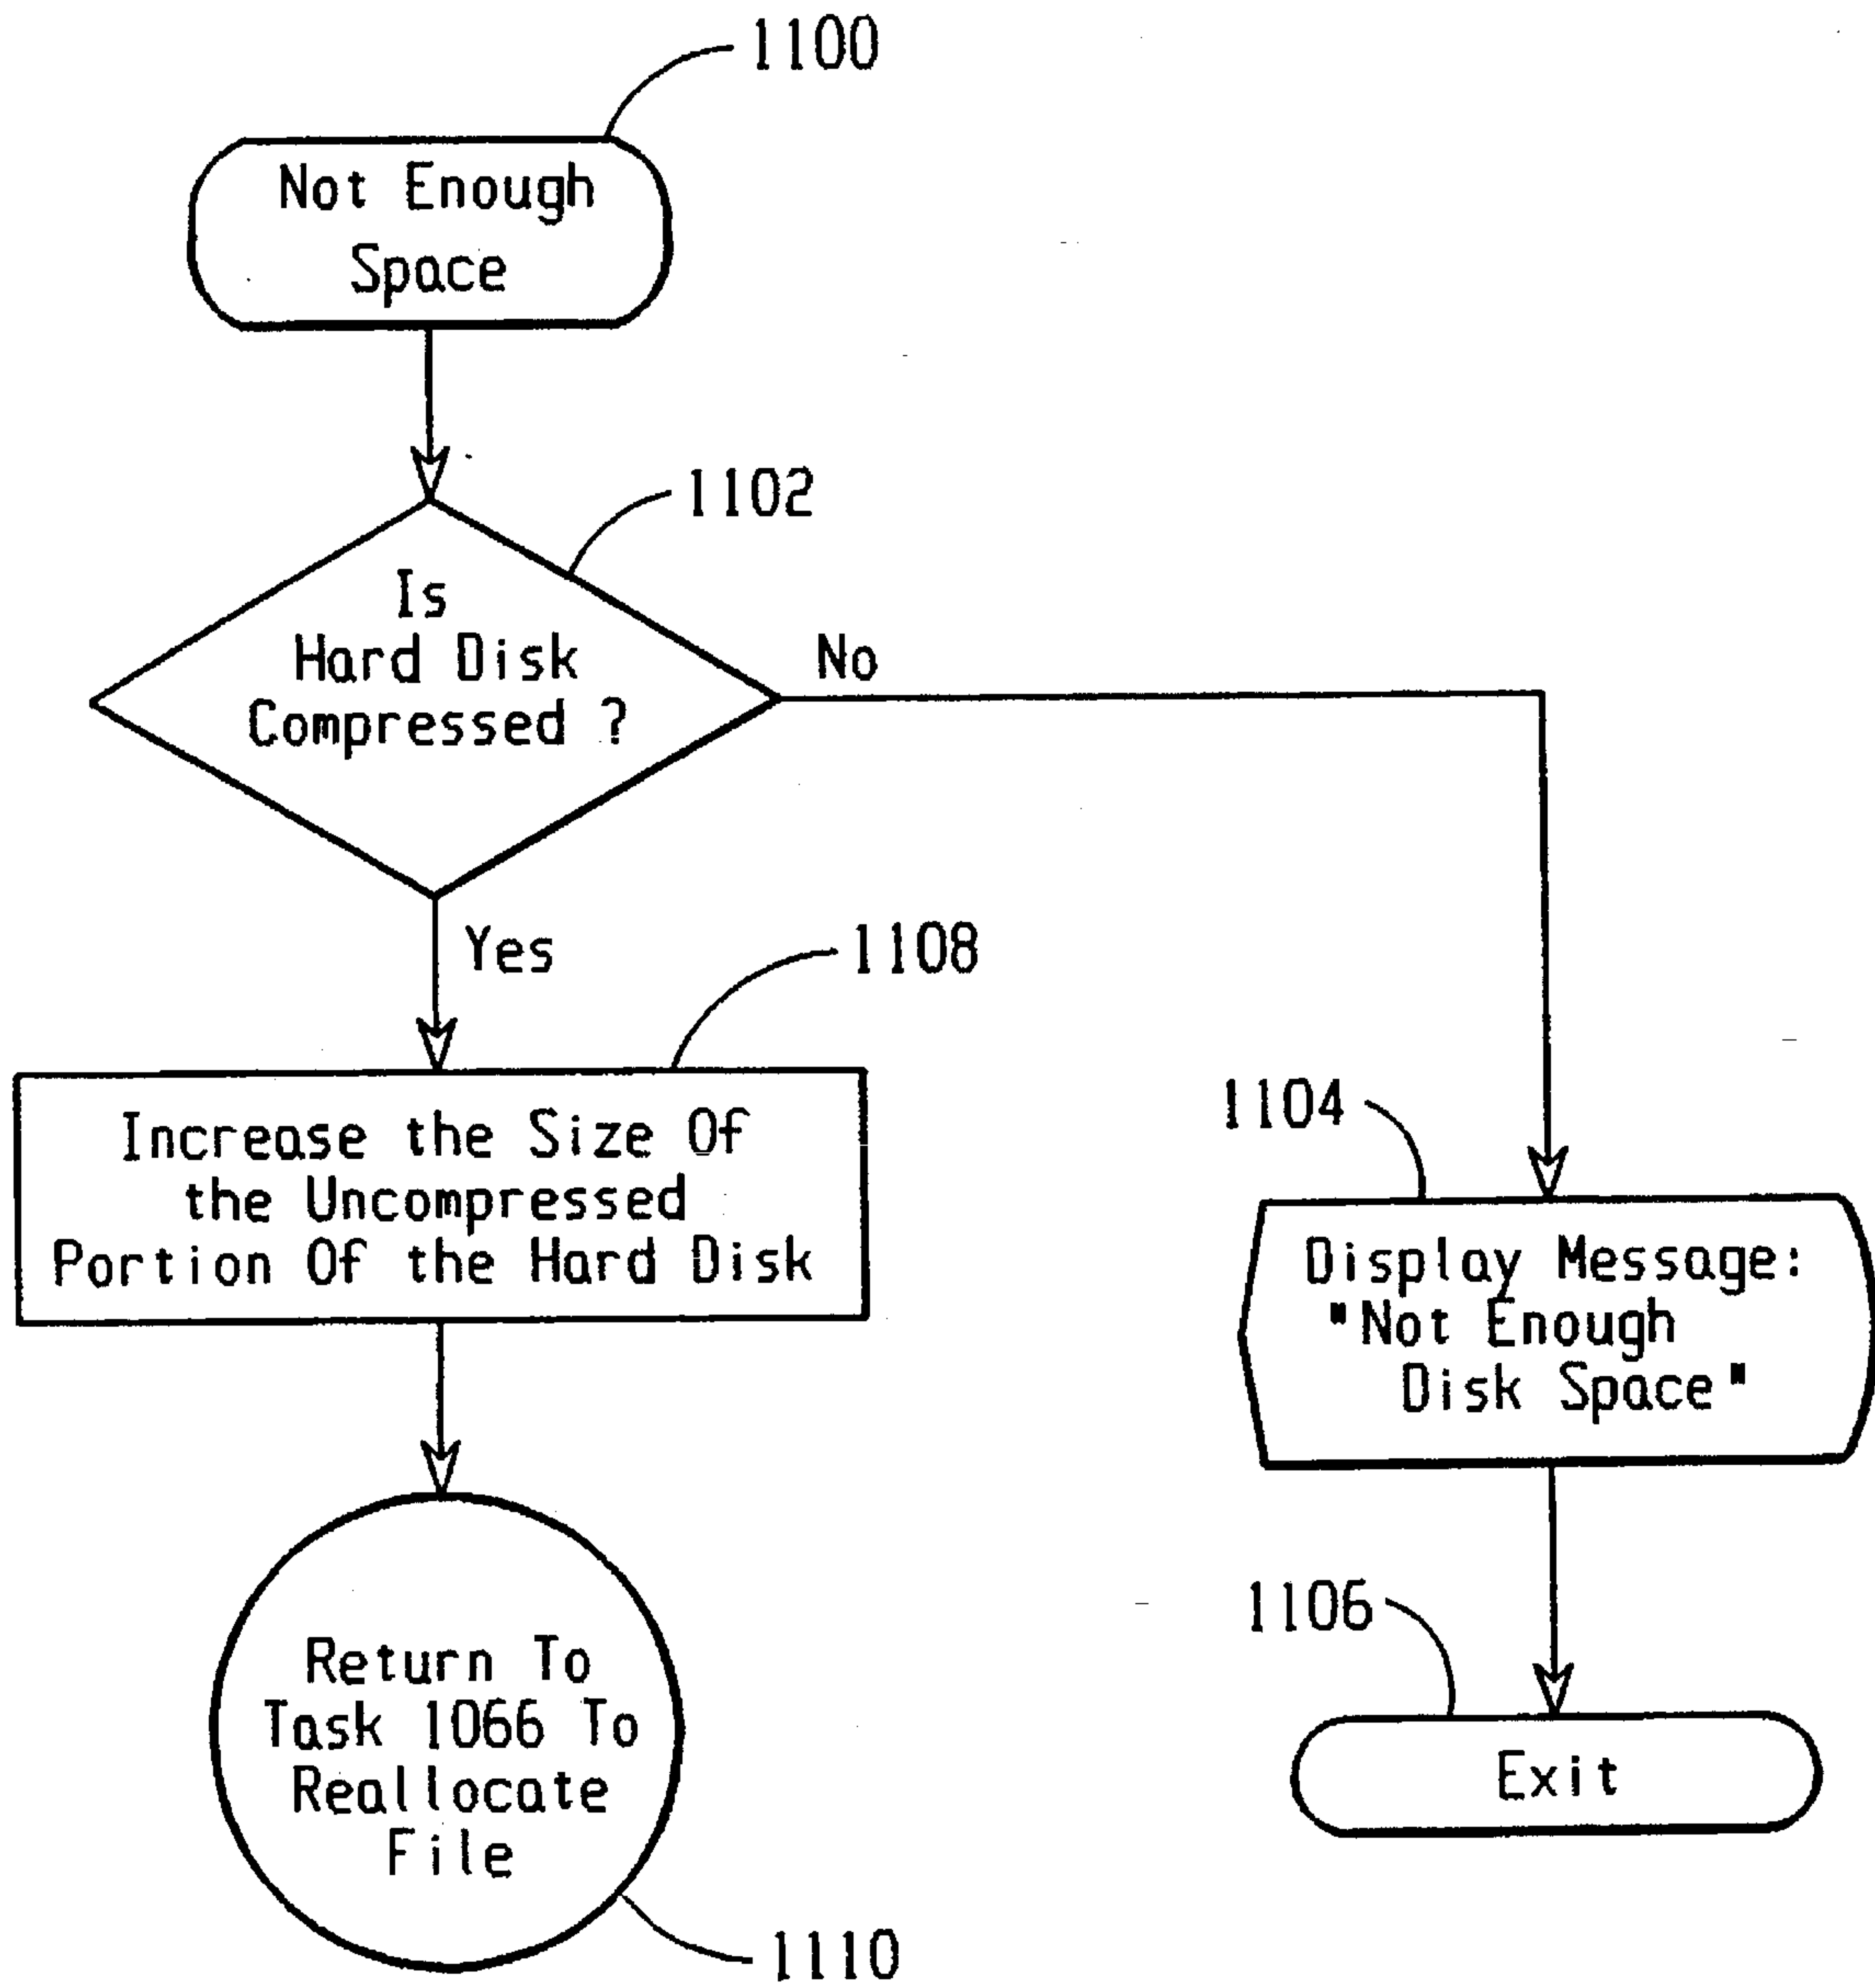 1100
Not Enough
Space
1102
Is
Hard Disk
Compressed ?
No
Yes
1108
Increase the Size Of
the Uncompressed
Portion Of the Hard Disk
1104
Display Message:
"Not Enough
Disk Space"
1106
Exit
Return To
Task 1066 To
Reallocate
File
1110